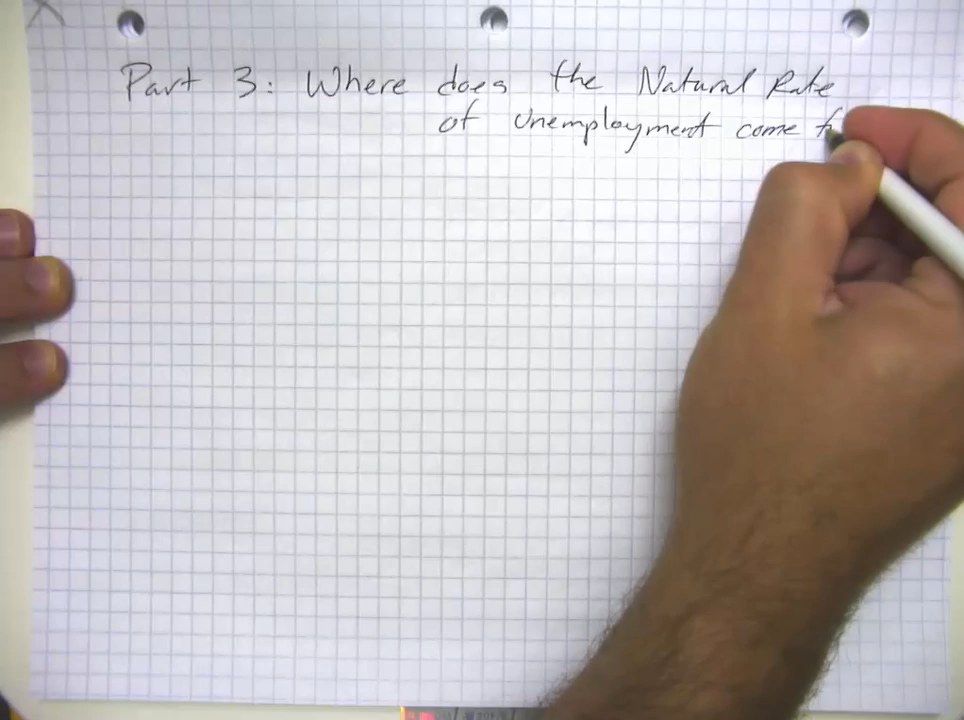 Part 3: Where does the Natural Rate
of Unemployment come f